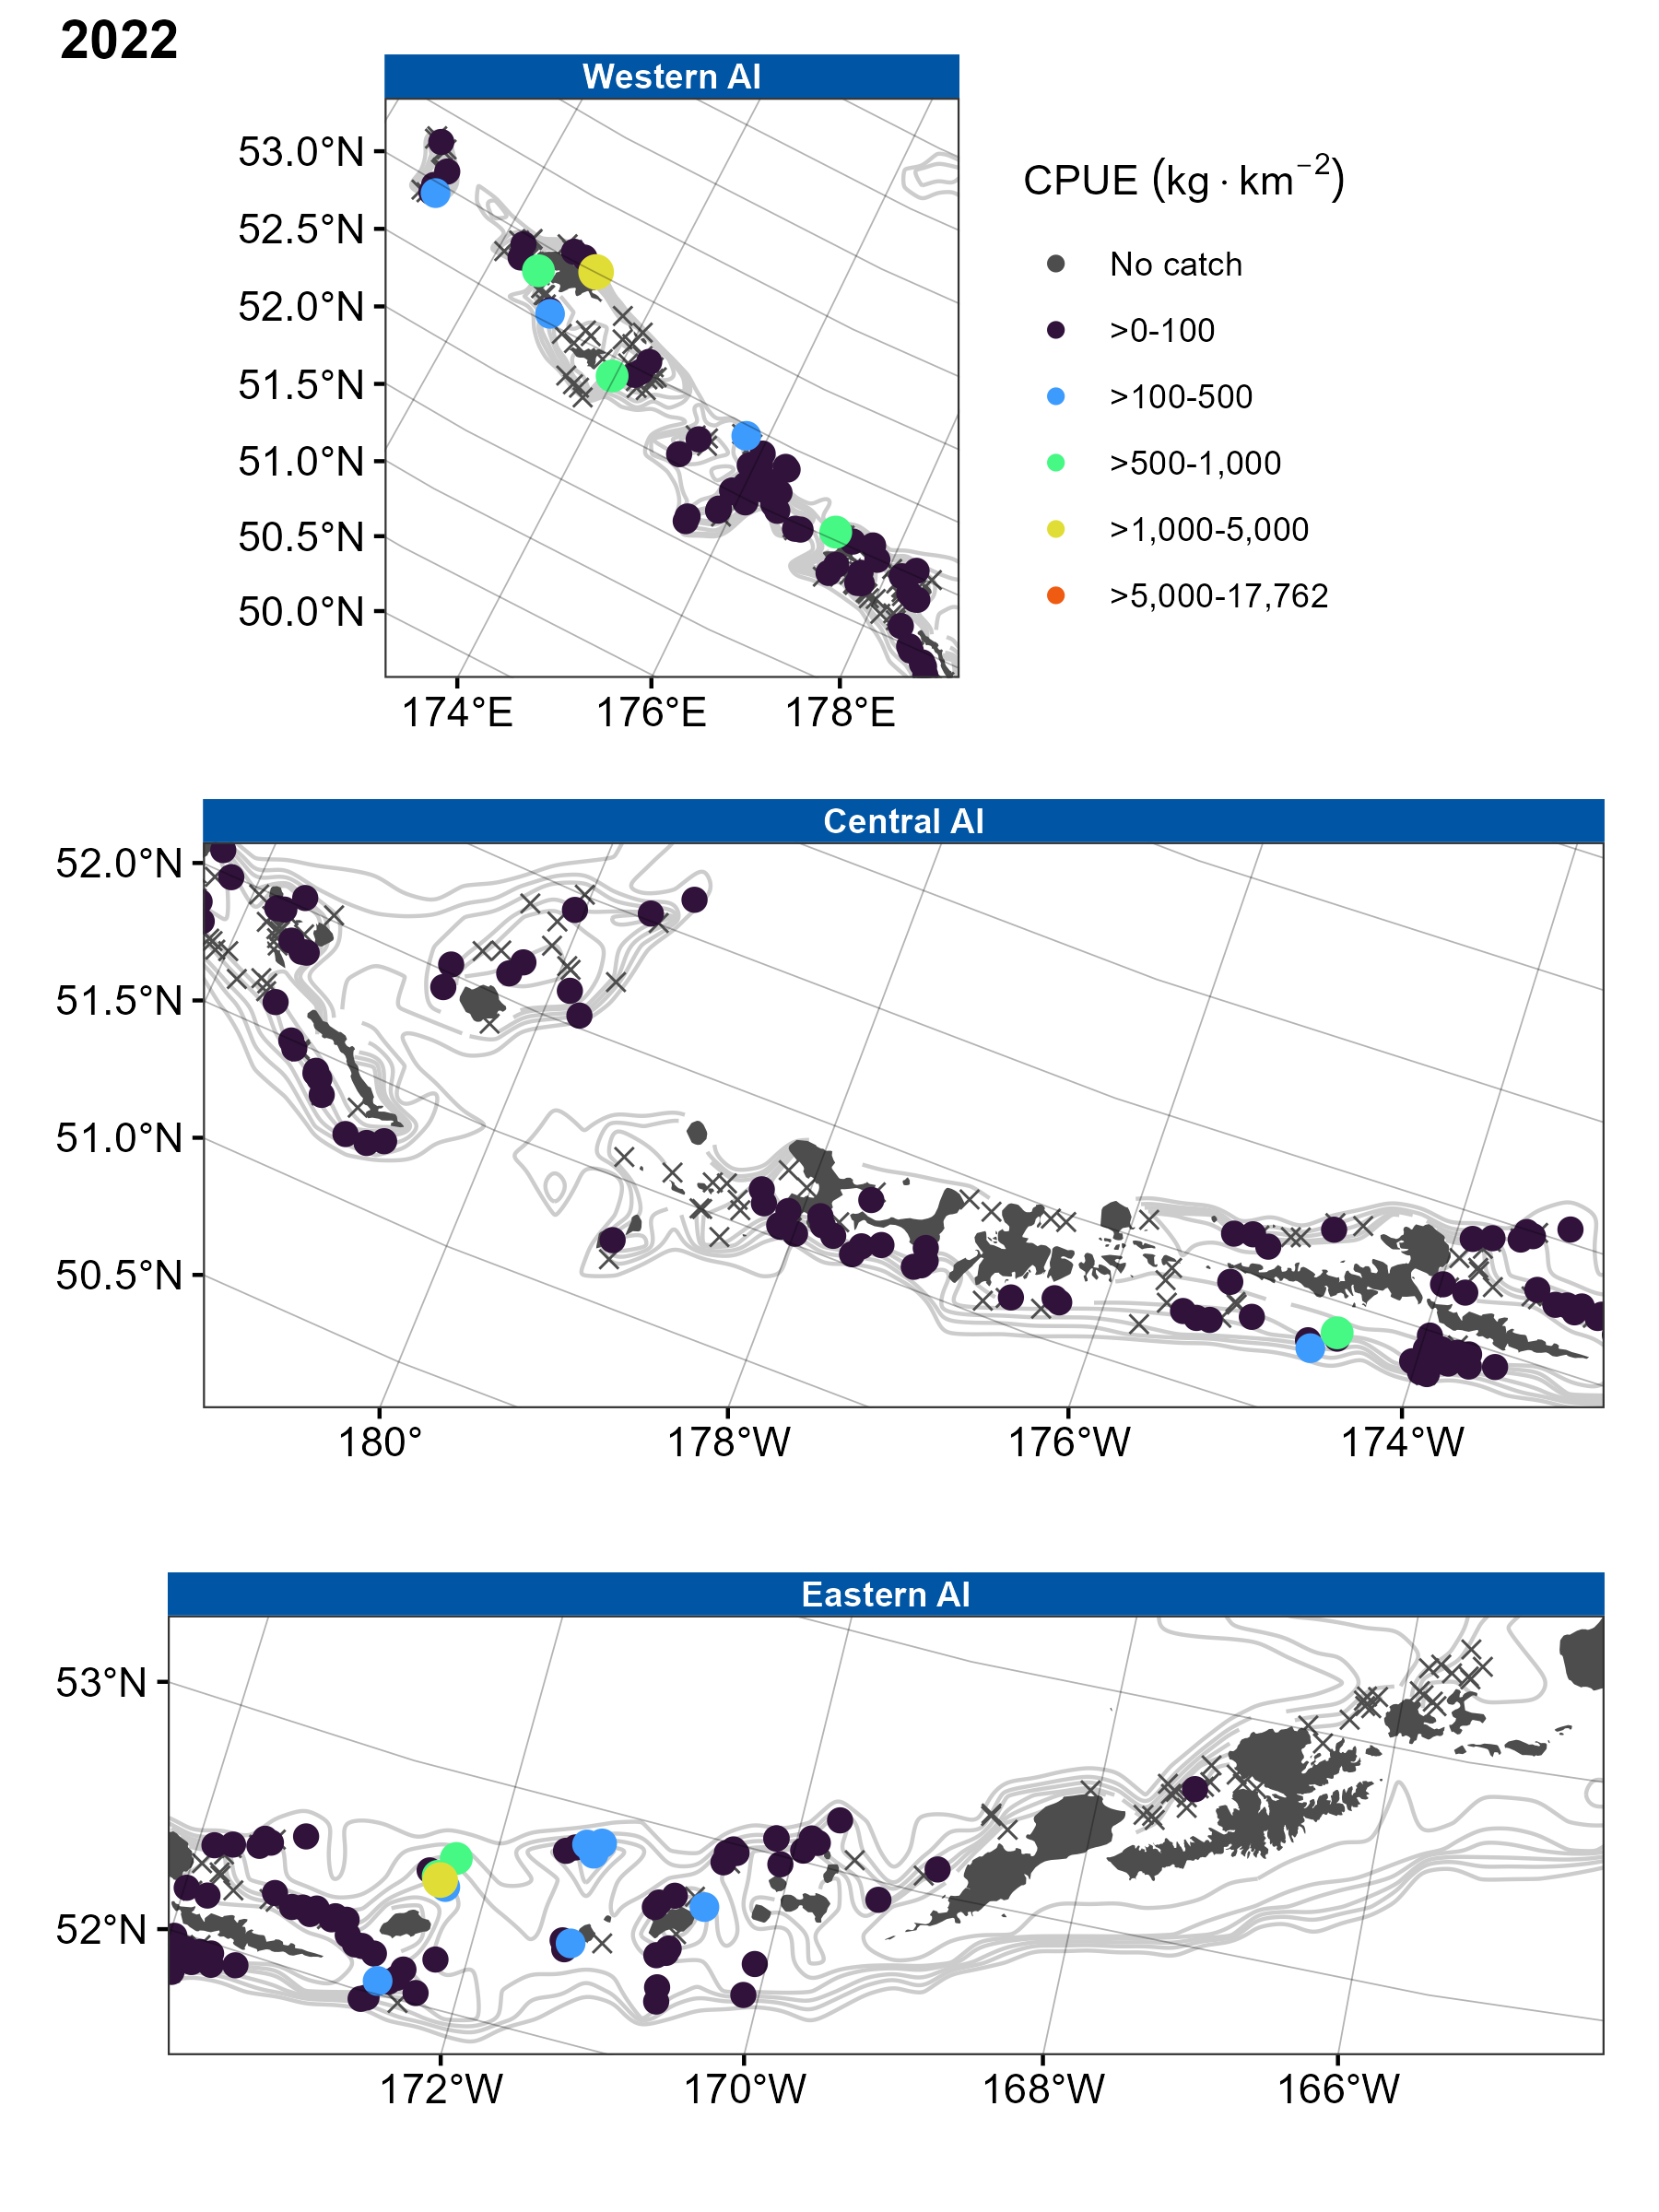 2022
Western AI
53.0°N
52.5°N
52.0°N
51.5°N
51.0°N
50.5°N
50.0°N
174°E 176°E 178°E
CPUE (kg · km⁻²)
No catch
>0-100
>100-500
>500-1,000
>1,000-5,000
>5,000-17,762
Central AI
52.0°N
51.5°N
51.0°N
50.5°N
180° 178°W 176°W 174°W
Eastern AI
53°N
52°N
172°W 170°W 168°W 166°W